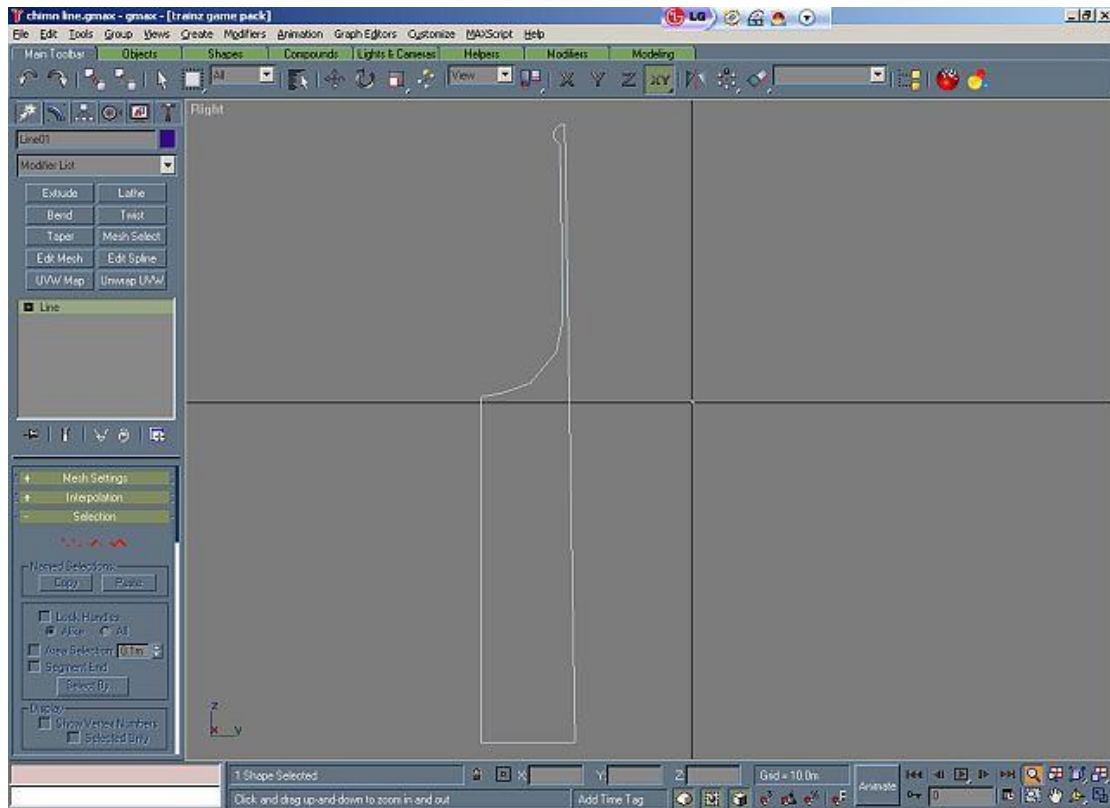 chimn line.gmax - gmax - [trainz game pack]
LG
File Edit Tools Group Views Create Modifiers Animation Graph Editors Customize MAXScript Help
Main Toolbar Objects Shapes Compounds Lights & Cameras Helpers Modifiers Modeling
All View X Y Z XY
Right
Line01
Modifier List
Extrude Lathe
Bend Twist
Taper Mesh Select
Edit Mesh Edit Spline
UVW Map Unwrap UVW
Line
+ Mesh Settings
+ Interpolation
- Selection
Named Selections:
Copy Paste
Lock Handles
Alike All
Area Selection: 0.1m
Segment End
Select By...
Display
Show Vertex Numbers
Selected Only
z
x y
1 Shape Selected X: Y: Z: Grid = 10.0m
Animate
Click and drag up-and-down to zoom in and out Add Time Tag
0